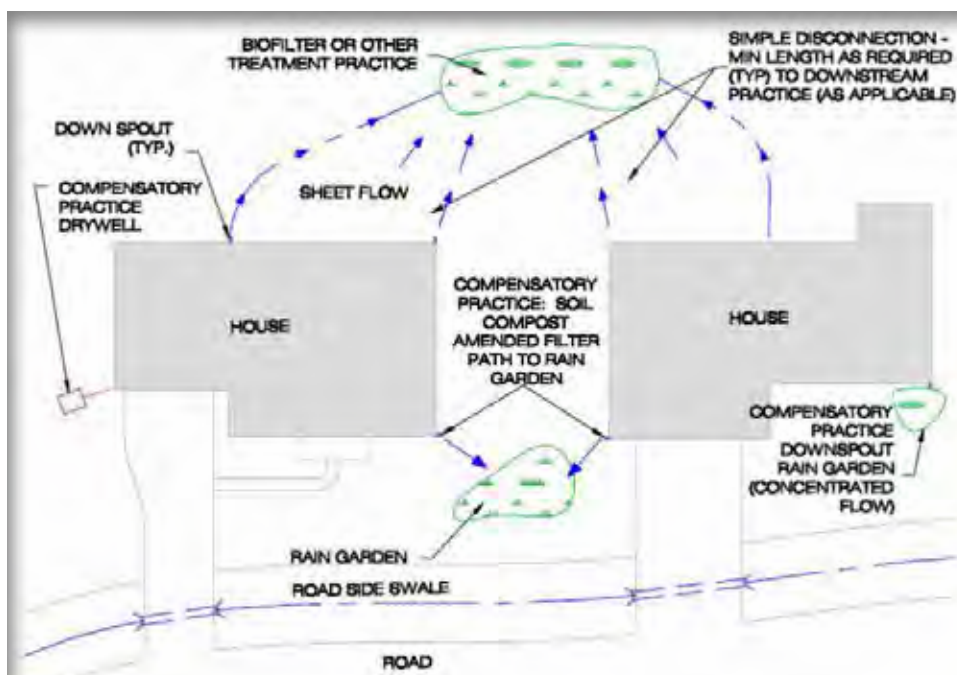 BIOFILTER OR OTHER
TREATMENT PRACTICE
SIMPLE DISCONNECTION -
MIN LENGTH AS REQUIRED
(TYP) TO DOWNSTREAM
PRACTICE (AS APPLICABLE)
DOWN SPOUT
(TYP.)
COMPENSATORY
PRACTICE
DRYWELL
SHEET FLOW
HOUSE
COMPENSATORY
PRACTICE: SOIL
COMPOST
AMENDED FILTER
PATH TO RAIN
GARDEN
HOUSE
COMPENSATORY
PRACTICE
DOWNSPOUT
RAIN GARDEN
(CONCENTRATED
FLOW)
RAIN GARDEN
ROAD SIDE SWALE
ROAD